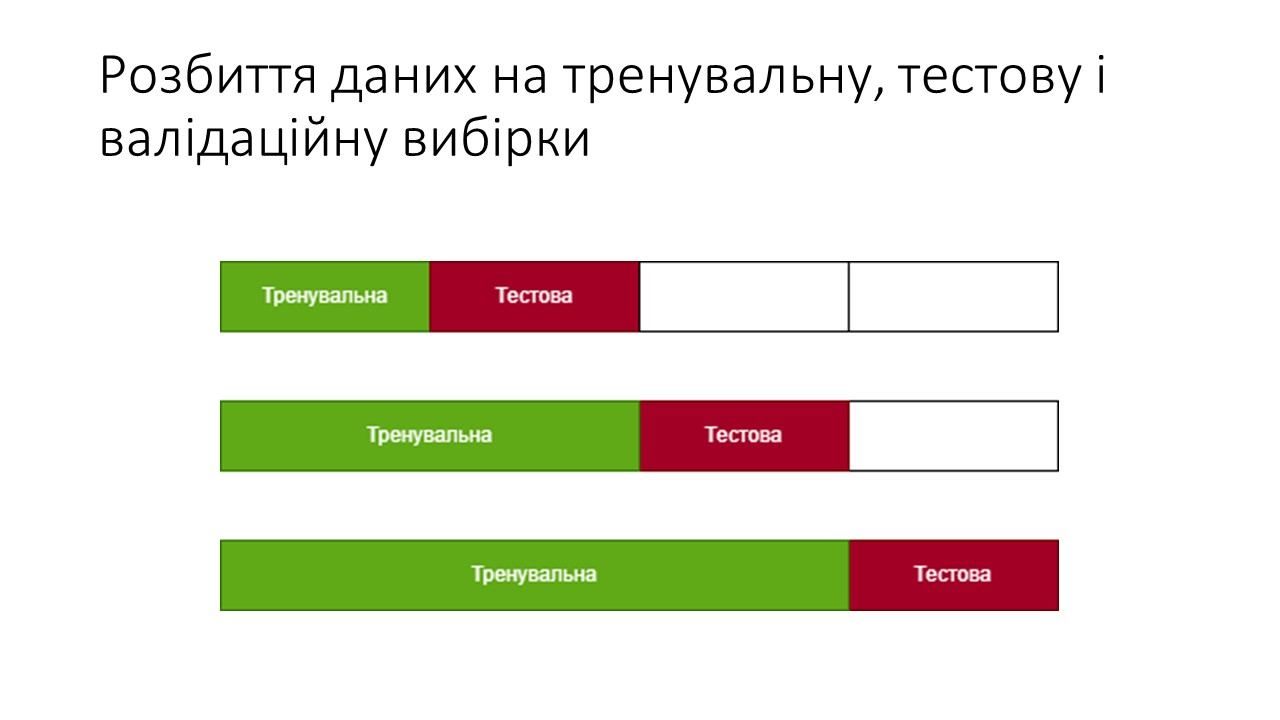 Розбиття даних на тренувальну, тестову і
валідаційну вибірки
Тренувальна Тестова
Тренувальна Тестова
Тренувальна Тестова